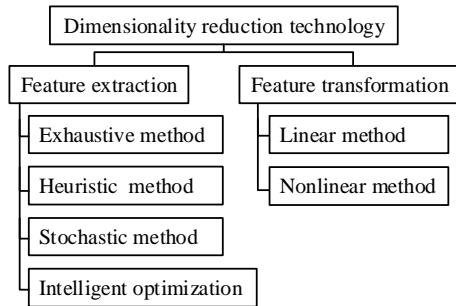 Dimensionality reduction technology
Feature extraction
Exhaustive method
Heuristic method
Stochastic method
Intelligent optimization
Feature transformation
Linear method
Nonlinear method